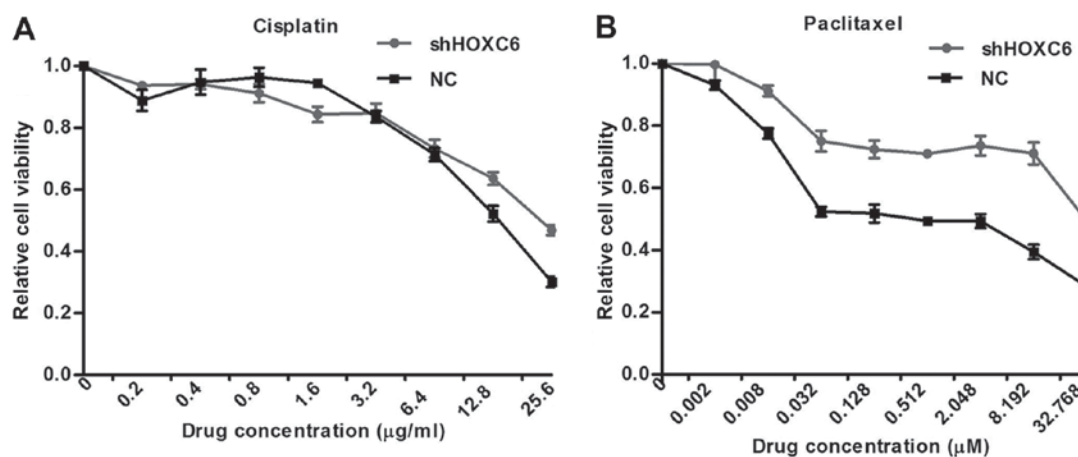 A
Cisplatin
shHOXC6
NC
Relative cell viability
1.0
0.8
0.6
0.4
0.2
0.0
0 0.2 0.4 0.8 1.6 3.2 6.4 12.8 25.6
Drug concentration (μg/ml)
B
Paclitaxel
shHOXC6
NC
Relative cell viability
1.0
0.8
0.6
0.4
0.2
0.0
0 0.002 0.008 0.032 0.128 0.512 2.048 8.192 32.768
Drug concentration (μM)